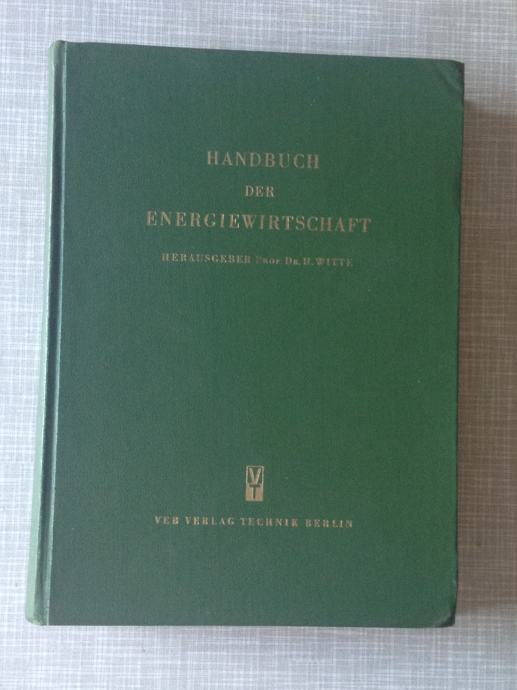 HANDBUCH
DER
ENERGIEWIRTSCHAFT
HERAUSGEBER PROF. DR. H. WITTE
VT
VEB VERLAG TECHNIK BERLIN